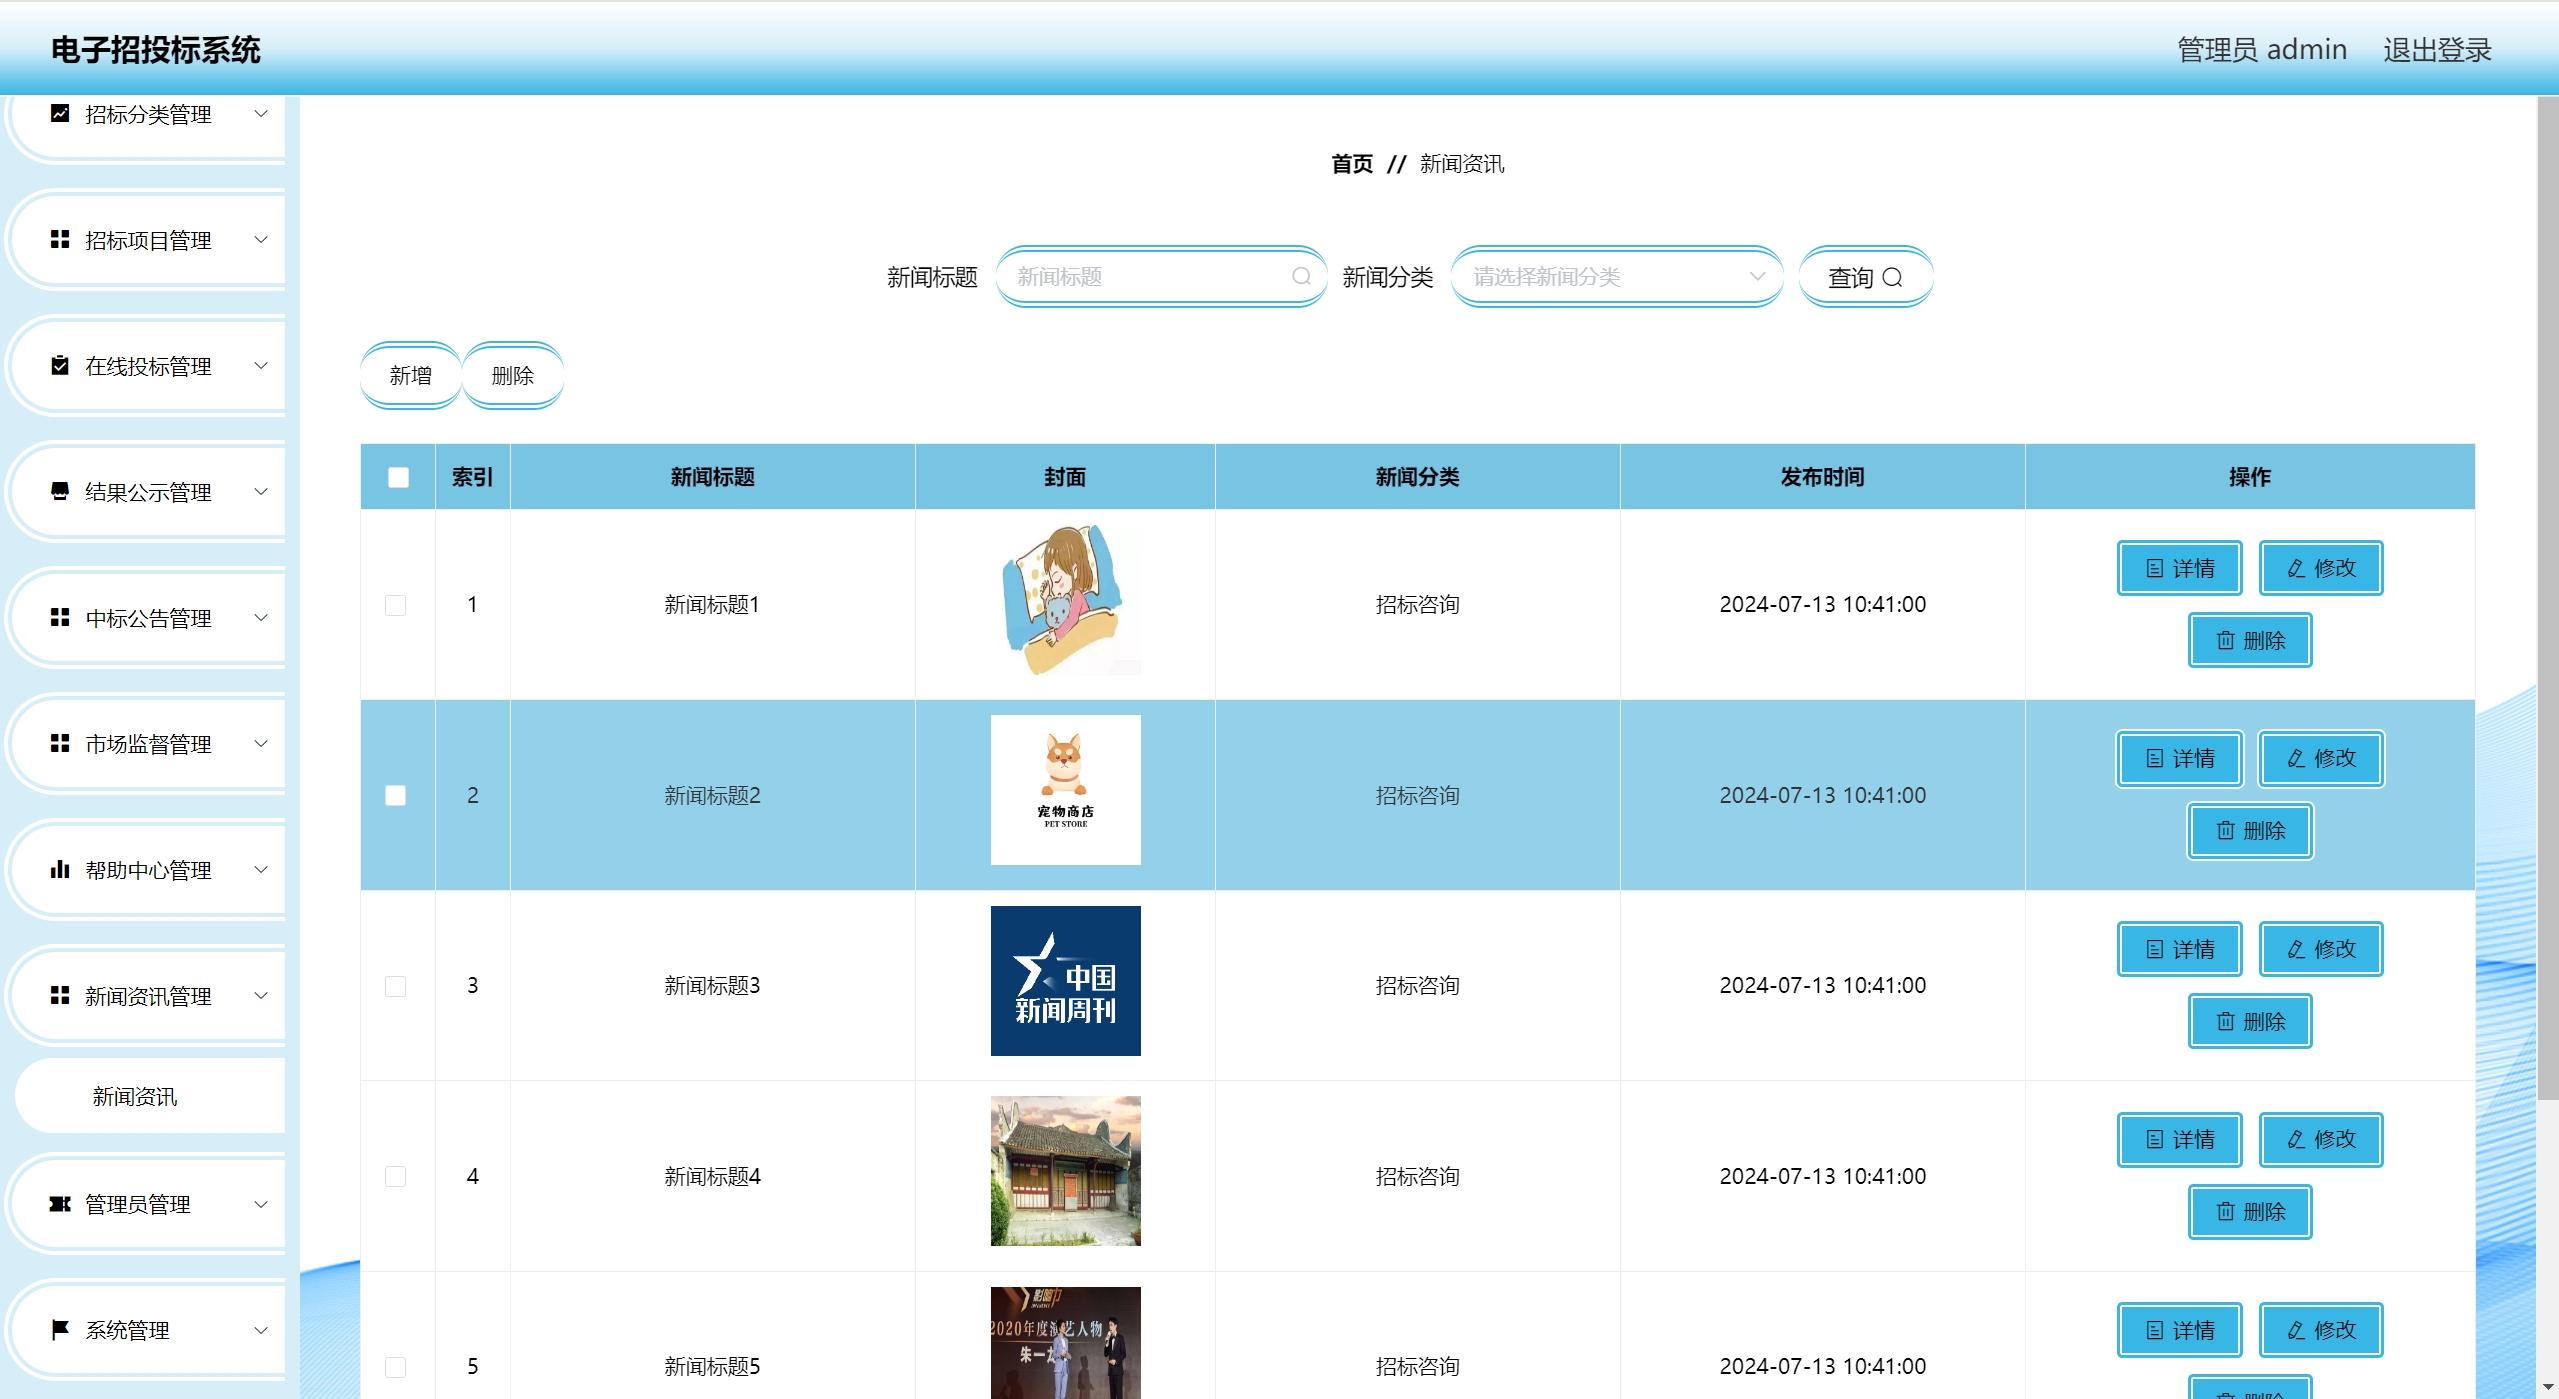 电子招投标系统
管理员 admin 退出登录
招标分类管理
招标项目管理
在线投标管理
结果公示管理
中标公告管理
市场监督管理
帮助中心管理
新闻资讯管理
新闻资讯
管理员管理
系统管理
首页 // 新闻资讯
新闻标题 新闻标题 新闻分类 请选择新闻分类 查询
新增 删除
索引 新闻标题 封面 新闻分类 发布时间 操作
1 新闻标题1 招标咨询 2024-07-13 10:41:00 详情 修改
删除
2 新闻标题2 招标咨询 2024-07-13 10:41:00 详情 修改
宠物商店
PET STORE
删除
3 新闻标题3 招标咨询 2024-07-13 10:41:00 详情 修改
中国
新闻周刊
删除
4 新闻标题4 招标咨询 2024-07-13 10:41:00 详情 修改
删除
影响力
2020年度演艺人物
朱一龙
5 新闻标题5 招标咨询 2024-07-13 10:41:00 详情 修改
删除